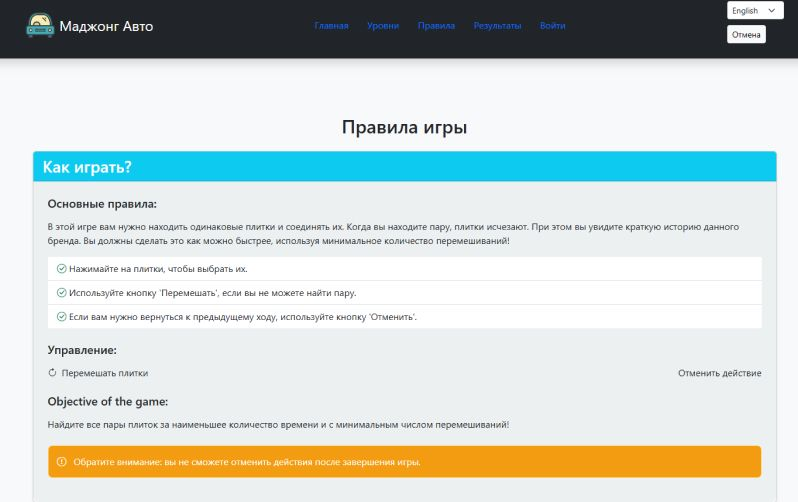 Маджонг Авто
Главная Уровни Правила Результаты Войти
English
Отмена
Правила игры
Как играть?
Основные правила:
В этой игре вам нужно находить одинаковые плитки и соединять их. Когда вы находите пару, плитки исчезают. При этом вы увидите краткую историю данного
бренда. Вы должны сделать это как можно быстрее, используя минимальное количество перемешиваний!
Нажимайте на плитки, чтобы выбрать их.
Используйте кнопку 'Перемешать', если вы не можете найти пару.
Если вам нужно вернуться к предыдущему ходу, используйте кнопку 'Отменить'.
Управление:
Перемешать плитки Отменить действие
Objective of the game:
Найдите все пары плиток за наименьшее количество времени и с минимальным числом перемешиваний!
Обратите внимание: вы не сможете отменить действия после завершения игры.